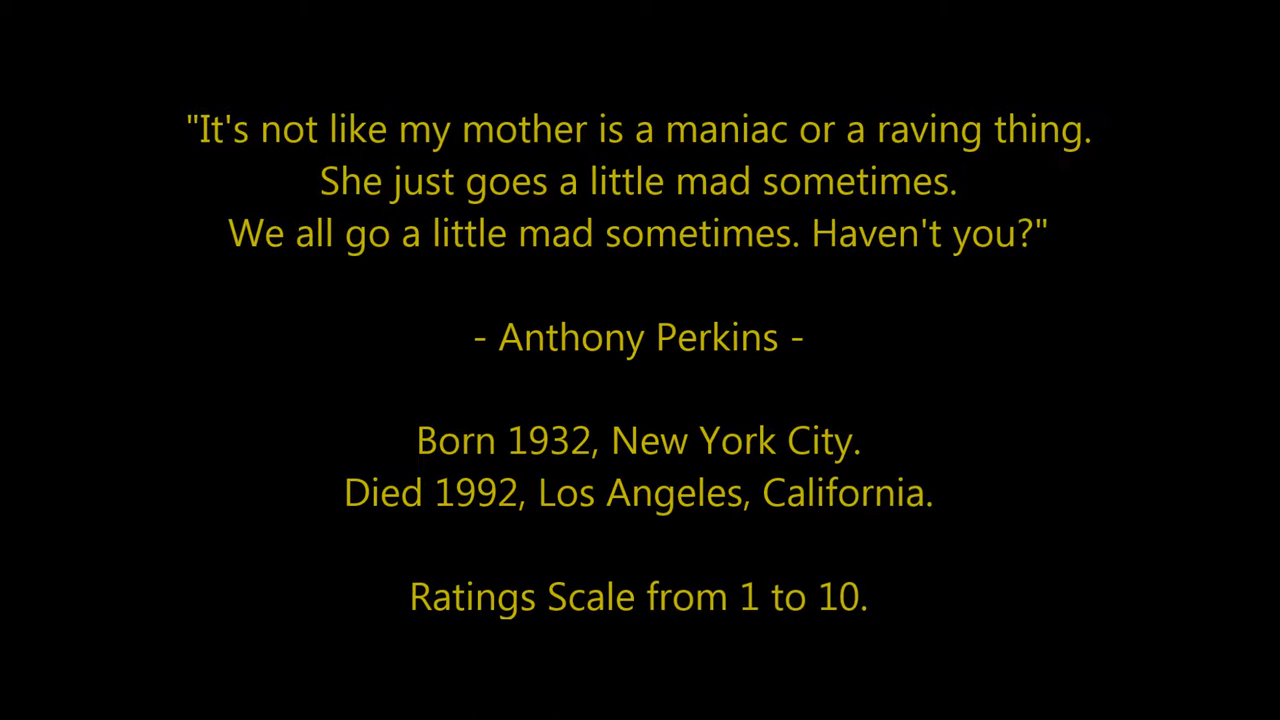 "It's not like my mother is a maniac or a raving thing.
She just goes a little mad sometimes.
We all go a little mad sometimes. Haven't you?"
- Anthony Perkins -
Born 1932, New York City.
Died 1992, Los Angeles, California.
Ratings Scale from 1 to 10.